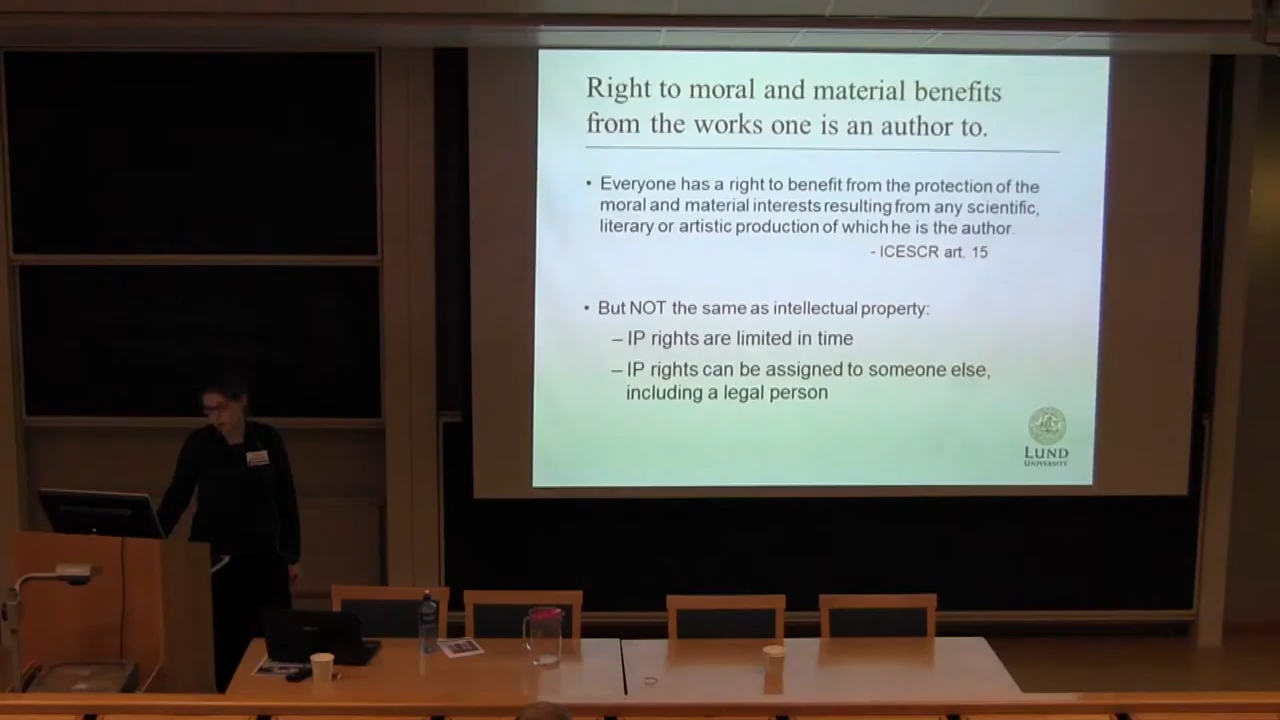 Right to moral and material benefits
from the works one is an author to.
• Everyone has a right to benefit from the protection of the
moral and material interests resulting from any scientific,
literary or artistic production of which he is the author.
- ICESCR art. 15
• But NOT the same as intellectual property:
– IP rights are limited in time
– IP rights can be assigned to someone else,
including a legal person
LUND
UNIVERSITY